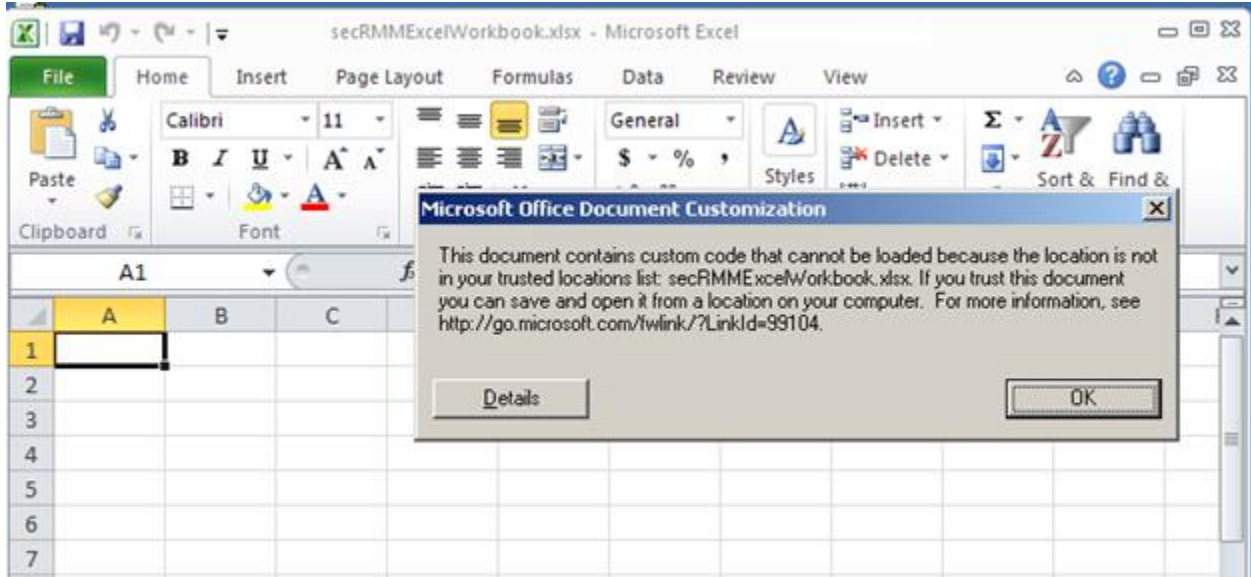 secRMMExcelWorkbook.xlsx - Microsoft Excel
File Home Insert Page Layout Formulas Data Review View
Calibri 11 General Insert
B I U A A $ % , Delete
Paste Styles Sort & Find &
Clipboard Font
Microsoft Office Document Customization
This document contains custom code that cannot be loaded because the location is not
in your trusted locations list: secRMMExcelWorkbook.xlsx. If you trust this document
you can save and open it from a location on your computer. For more information, see
http://go.microsoft.com/fwlink/?LinkId=99104.
Details OK
A1
A B C
1
2
3
4
5
6
7